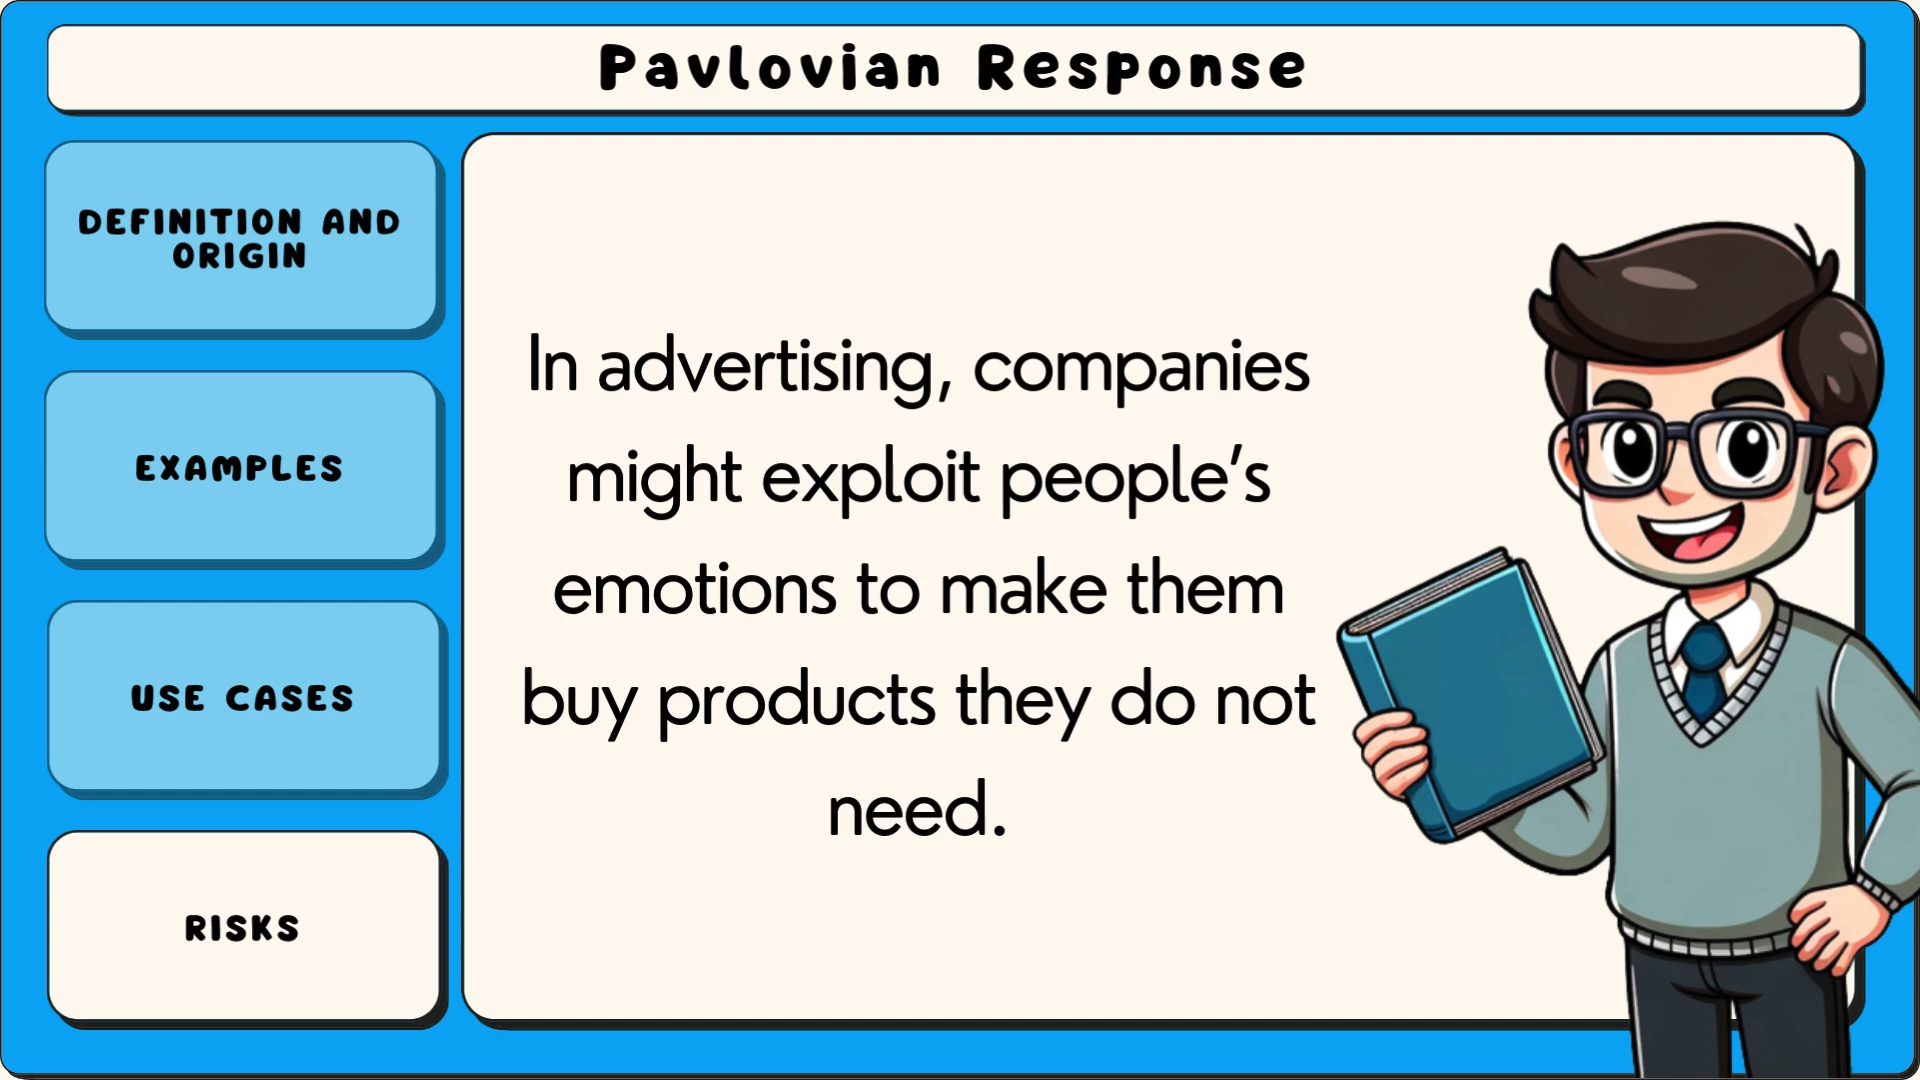 Pavlovian Response
DEFINITION AND
ORIGIN
EXAMPLES
USE CASES
RISKS
In advertising, companies
might exploit people’s
emotions to make them
buy products they do not
need.